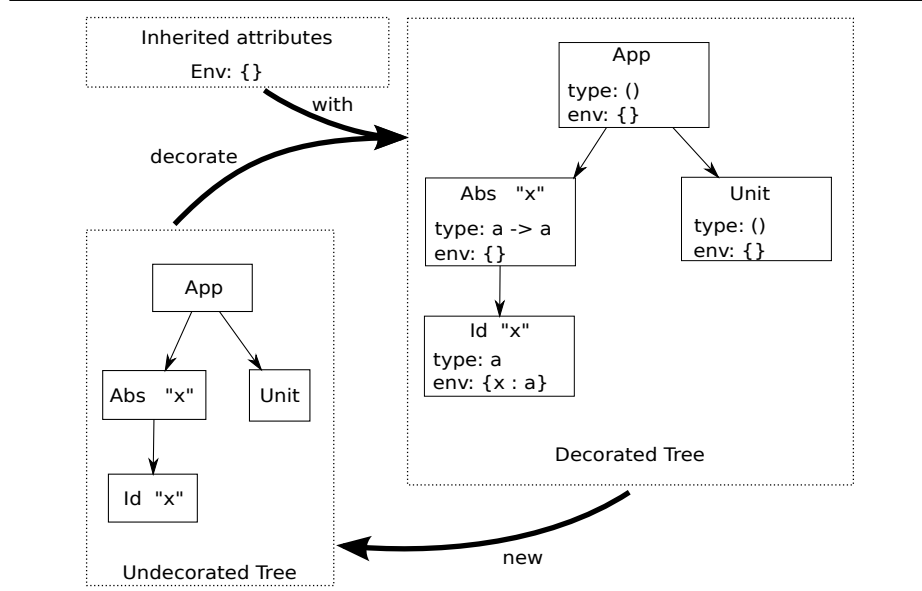 Inherited attributes
Env: {}
with
decorate
App
type: ()
env: {}
Abs "x"
type: a -> a
env: {}
Unit
type: ()
env: {}
Id "x"
type: a
env: {x : a}
Decorated Tree
App
Abs "x"
Unit
Id "x"
Undecorated Tree
new